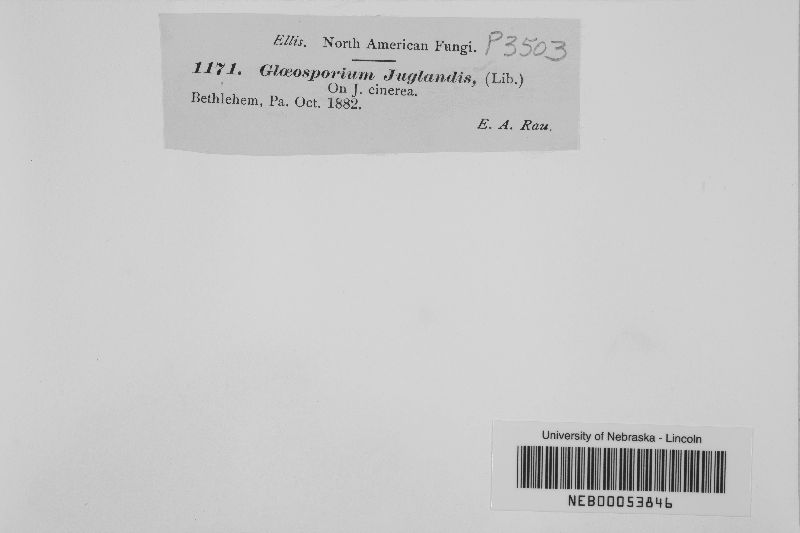 Ellis. North American Fungi. P3503
1171. Glœosporium Juglandis, (Lib.)
On J. cinerea.
Bethlehem, Pa. Oct. 1882.
E. A. Rau.
University of Nebraska - Lincoln
NEB00053846